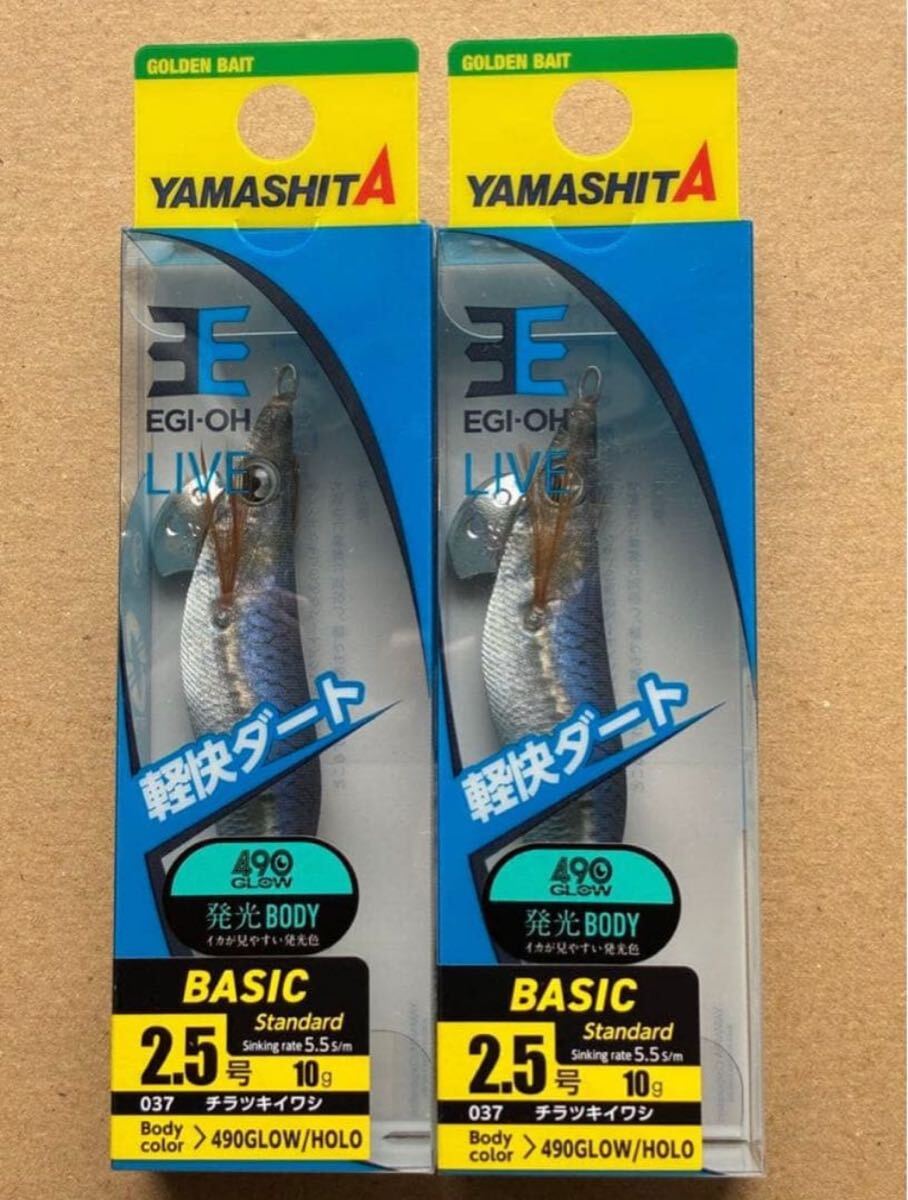 GOLDEN BAIT
YAMASHITA
EGI-OH
LIVE
軽快ダート
490
GLOW
発光BODY
イカが見やすい発光色
BASIC
Standard
Sinking rate 5.5 S/m
2.5号
10g
037 チラツキイワシ
Body color > 490GLOW/HOLO
GOLDEN BAIT
YAMASHITA
EGI-OH
LIVE
軽快ダート
490
GLOW
発光BODY
イカが見やすい発光色
BASIC
Standard
Sinking rate 5.5 S/m
2.5号
10g
037 チラツキイワシ
Body color > 490GLOW/HOLO